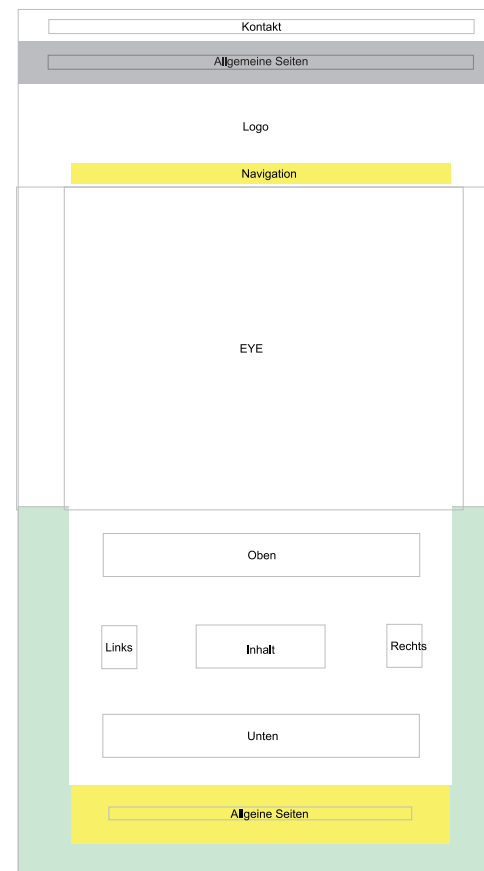 Kontakt
Allgemeine Seiten
Logo
Navigation
EYE
Oben
Links
Inhalt
Rechts
Unten
Allgeine Seiten